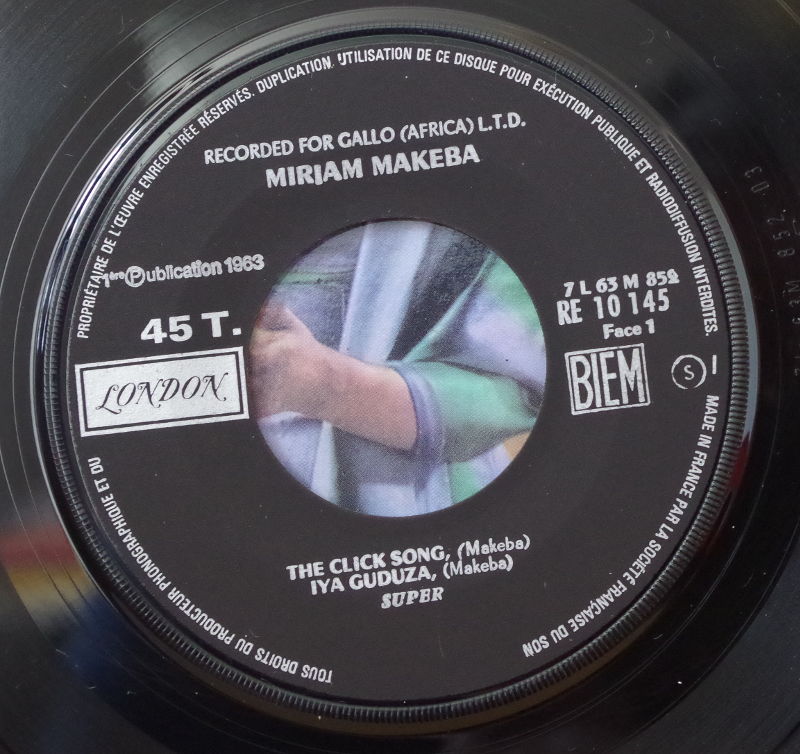 TOUS DROITS DU PRODUCTEUR PHONOGRAPHIQUE ET DU PROPRIÉTAIRE DE L'ŒUVRE ENREGISTRÉE RÉSERVÉS. DUPLICATION, UTILISATION DE CE DISQUE POUR EXÉCUTION PUBLIQUE ET RADIODIFFUSION INTERDITES. — MADE IN FRANCE PAR LA SOCIÉTÉ FRANÇAISE DU SON
RECORDED FOR GALLO (AFRICA) L.T.D.
MIRIAM MAKEBA
1ère Ⓟublication 1963
45 T.
LONDON
7 L 63 M 852
RE 10 145
Face 1
BIEM
S
THE CLICK SONG, (Makeba)
IYA GUDUZA, (Makeba)
SUPER